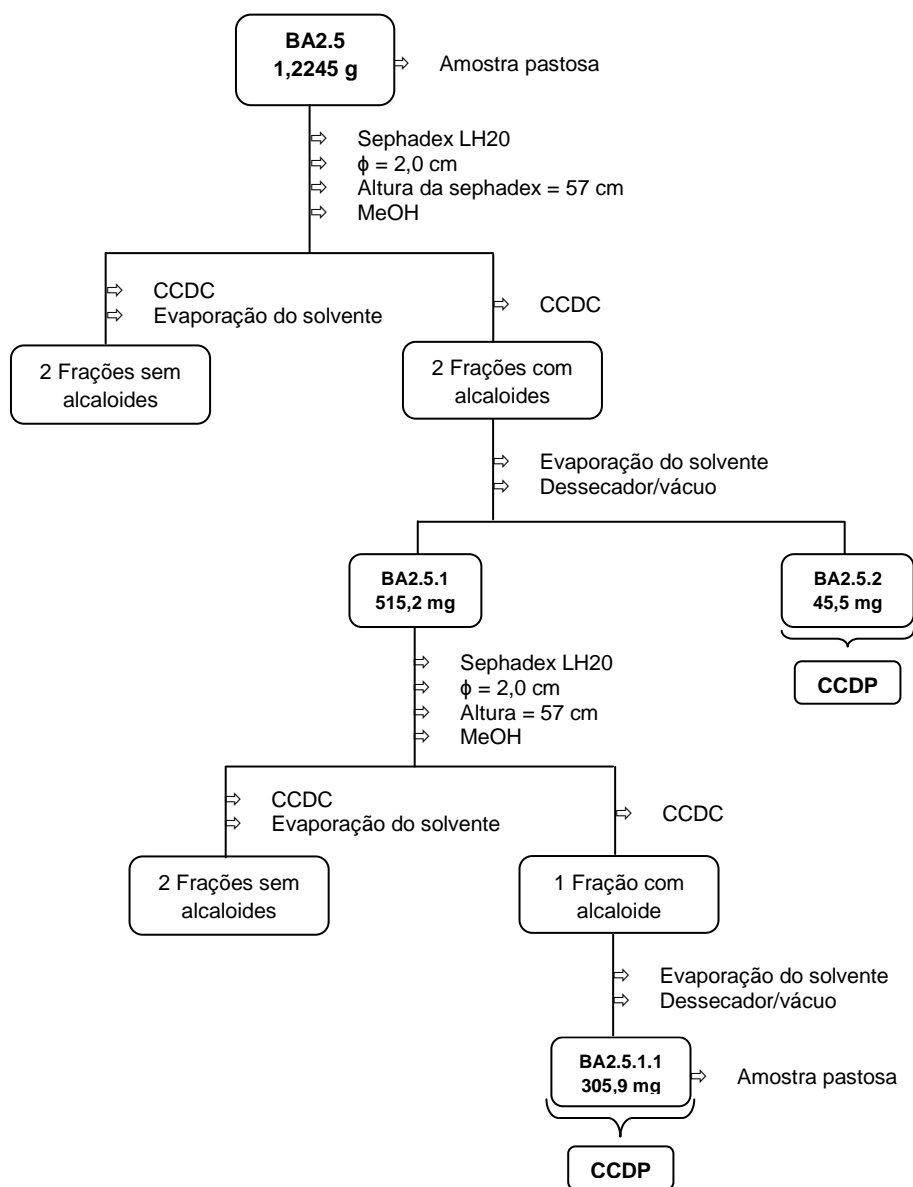 BA2.5
1,2245 g
⇨ Amostra pastosa
⇨ Sephadex LH20
⇨ ϕ = 2,0 cm
⇨ Altura da sephadex = 57 cm
⇨ MeOH
⇨ CCDC
⇨ Evaporação do solvente
⇨ CCDC
2 Frações sem
alcaloides
2 Frações com
alcaloides
⇨ Evaporação do solvente
⇨ Dessecador/vácuo
BA2.5.1
515,2 mg
BA2.5.2
45,5 mg
CCDP
⇨ Sephadex LH20
⇨ ϕ = 2,0 cm
⇨ Altura = 57 cm
⇨ MeOH
⇨ CCDC
⇨ Evaporação do solvente
⇨ CCDC
2 Frações sem
alcaloides
1 Fração com
alcaloide
⇨ Evaporação do solvente
⇨ Dessecador/vácuo
BA2.5.1.1
305,9 mg
⇨ Amostra pastosa
CCDP